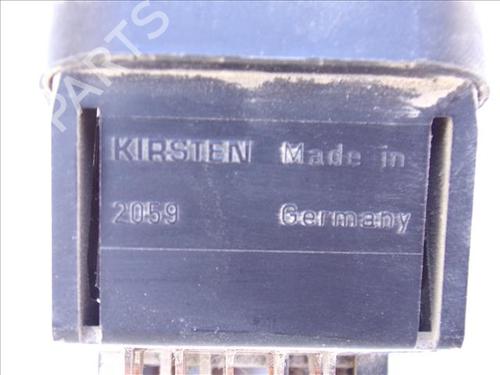 PARTS
KIRSTEN Made in
2059 Germany